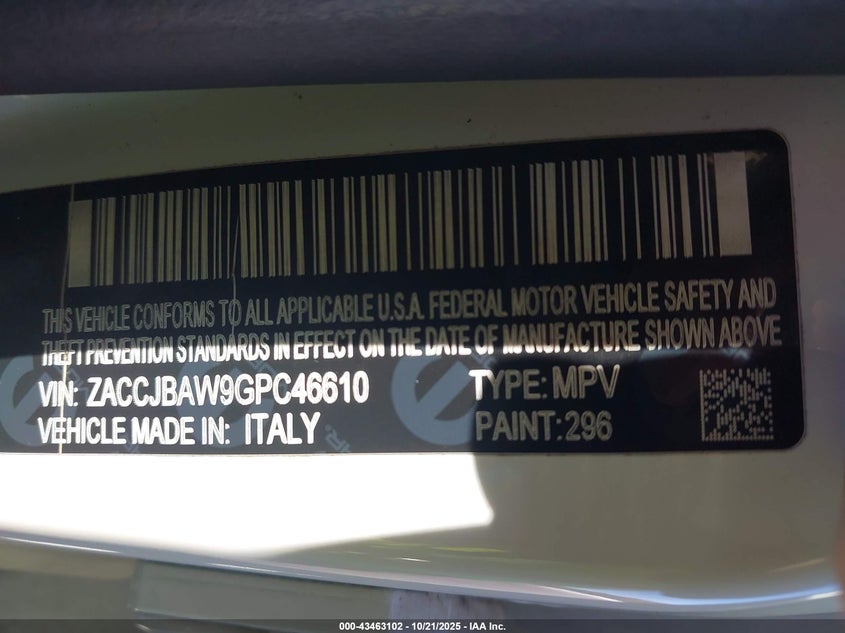 THIS VEHICLE CONFORMS TO ALL APPLICABLE U.S.A. FEDERAL MOTOR VEHICLE SAFETY AND
THEFT PREVENTION STANDARDS IN EFFECT ON THE DATE OF MANUFACTURE SHOWN ABOVE
VIN: ZACCJBAW9GPC46610 TYPE: MPV
VEHICLE MADE IN: ITALY PAINT: 296
000-43463102 - 10/21/2025 - IAA Inc.